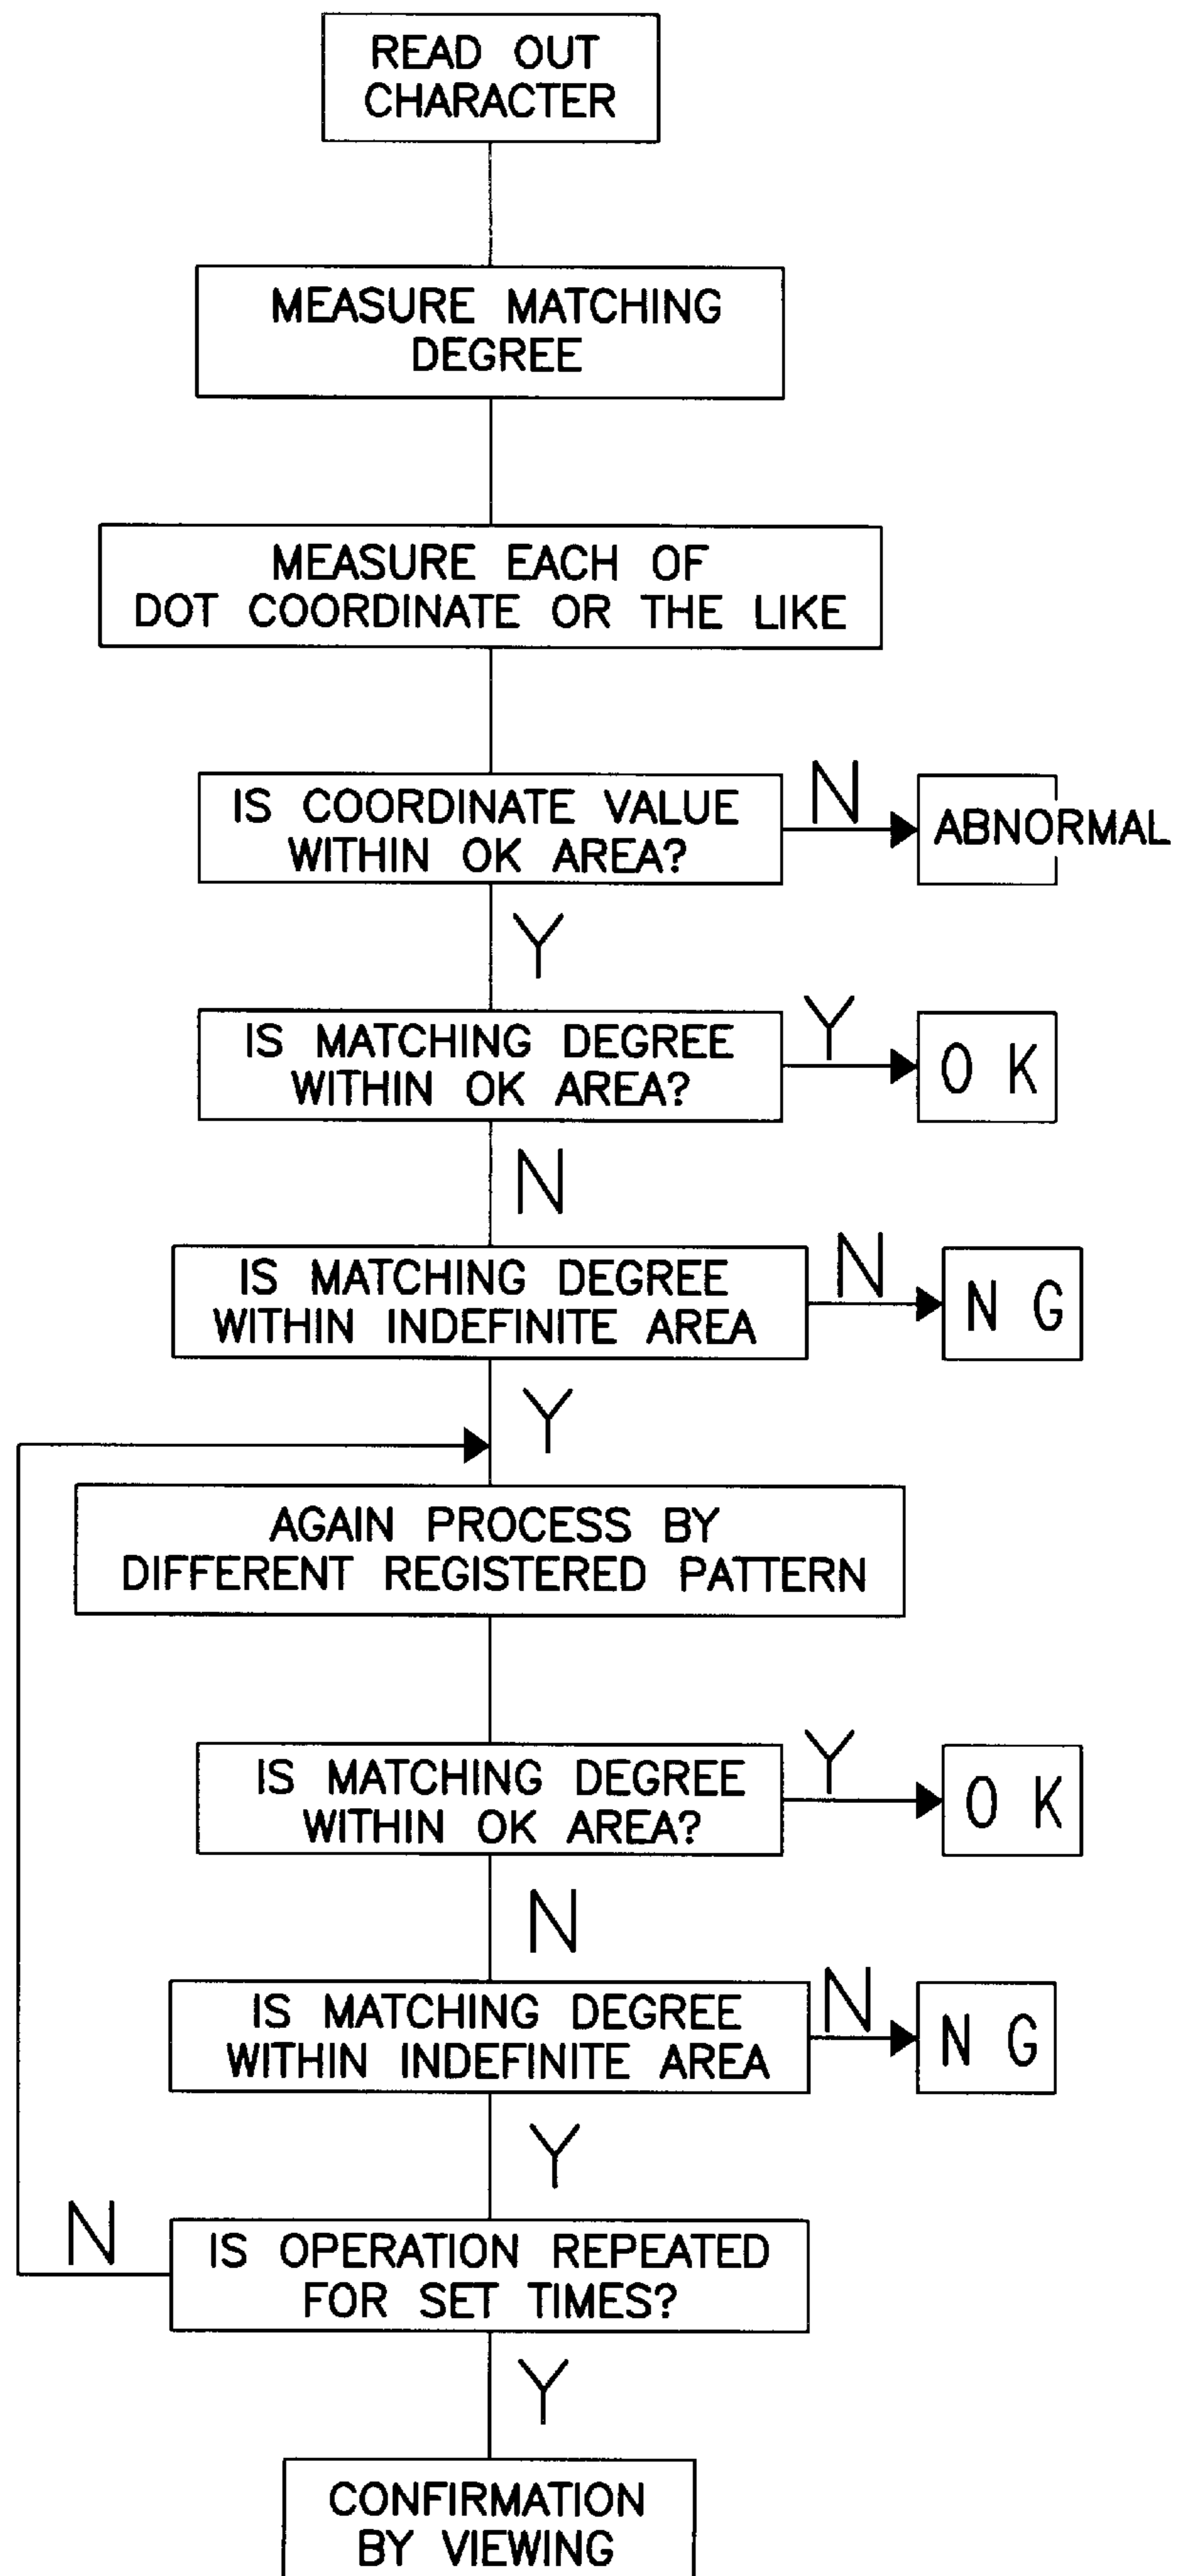 READ OUT
CHARACTER
MEASURE MATCHING
DEGREE
MEASURE EACH OF
DOT COORDINATE OR THE LIKE
IS COORDINATE VALUE
WITHIN OK AREA?
N
ABNORMAL
Y
IS MATCHING DEGREE
WITHIN OK AREA?
Y
O K
N
IS MATCHING DEGREE
WITHIN INDEFINITE AREA
N
N G
Y
AGAIN PROCESS BY
DIFFERENT REGISTERED PATTERN
IS MATCHING DEGREE
WITHIN OK AREA?
Y
O K
N
IS MATCHING DEGREE
WITHIN INDEFINITE AREA
N
N G
Y
N
IS OPERATION REPEATED
FOR SET TIMES?
Y
CONFIRMATION
BY VIEWING